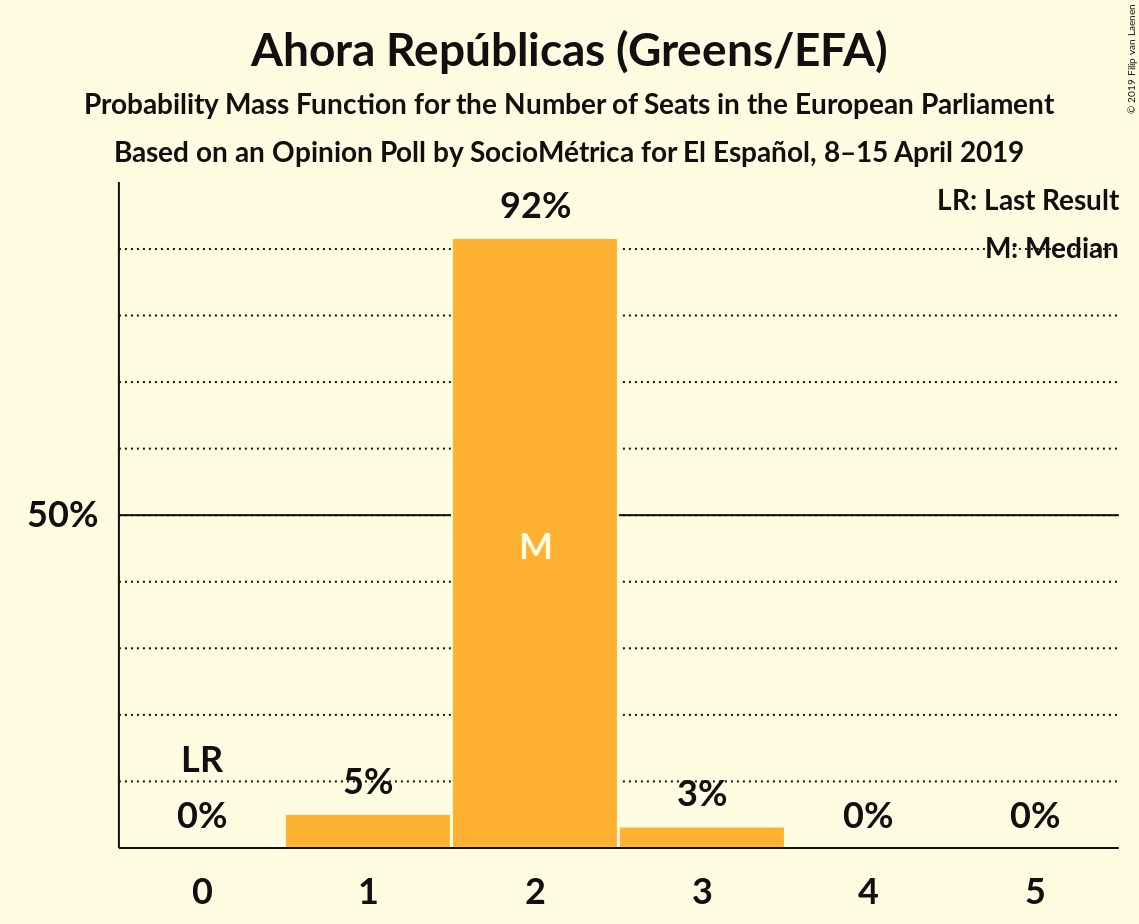 Ahora Repúblicas (Greens/EFA)
Probability Mass Function for the Number of Seats in the European Parliament
Based on an Opinion Poll by SocioMétrica for El Español, 8–15 April 2019
© 2019 Filip van Laenen
LR: Last Result
M: Median
92%
50%
M
LR
0%
5%
3%
0%
0%
0 1 2 3 4 5